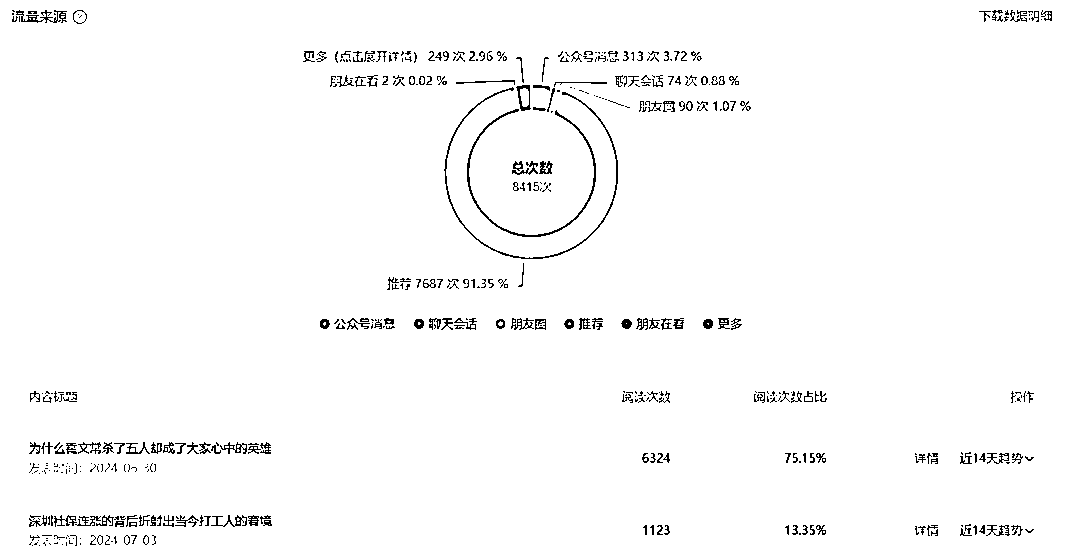 流量来源
下载数据明细
更多（点击展开详情） 249 次 2.96 %
公众号消息 313 次 3.72 %
朋友在看 2 次 0.02 %
聊天会话 74 次 0.88 %
朋友圈 90 次 1.07 %
总次数
8415次
推荐 7687 次 91.35 %
公众号消息 聊天会话 朋友圈 推荐 朋友在看 更多
内容标题 阅读次数 阅读次数占比 操作
为什么霍文常杀了五人却成了大家心中的英雄
6324 75.15% 详情 近14天趋势
发表时间：2024-06-30
深圳社保连涨的背后折射出当今打工人的窘境
1123 13.35% 详情 近14天趋势
发表时间：2024-07-03